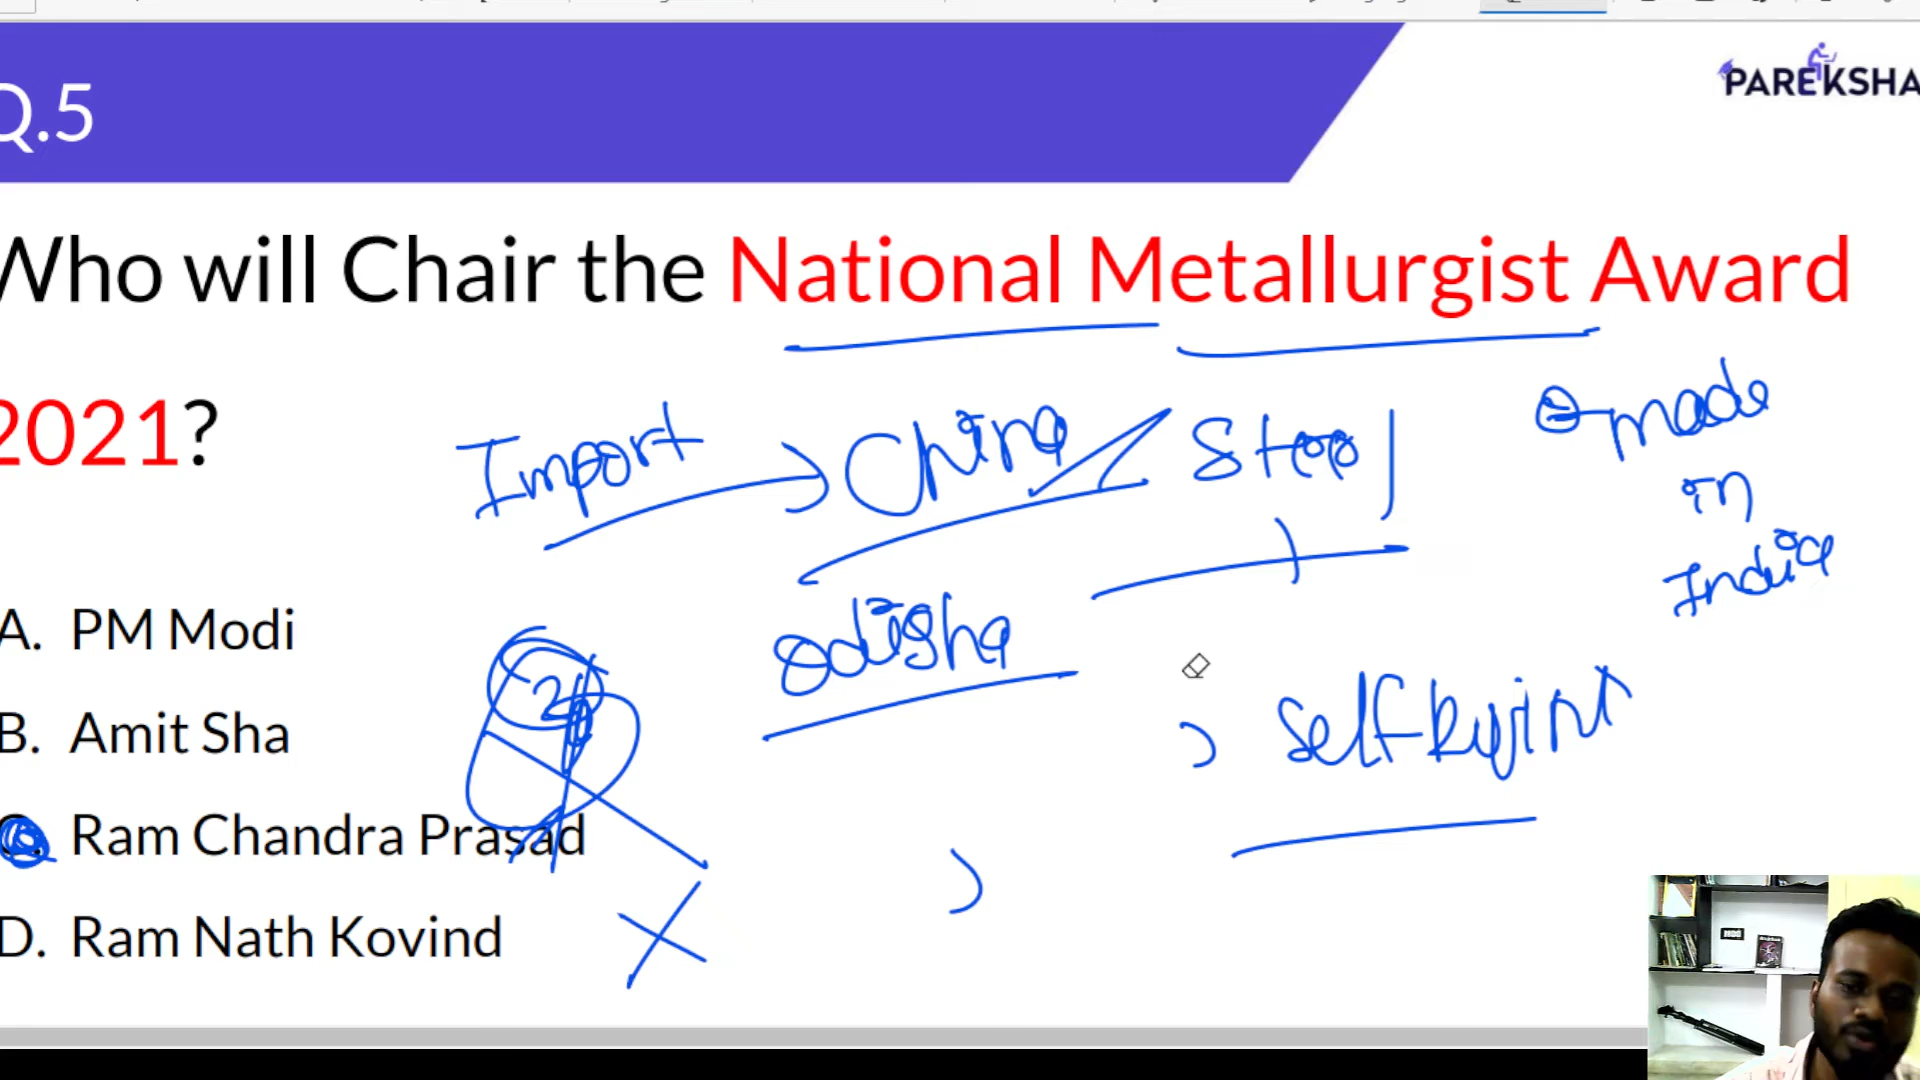 Q.5
PAREKSHA
Who will Chair the National Metallurgist Award
2021?
Import China Steel
made
in
India
Odisha
A. PM Modi
B. Amit Sha
C. Ram Chandra Prasad
D. Ram Nath Kovind
Self